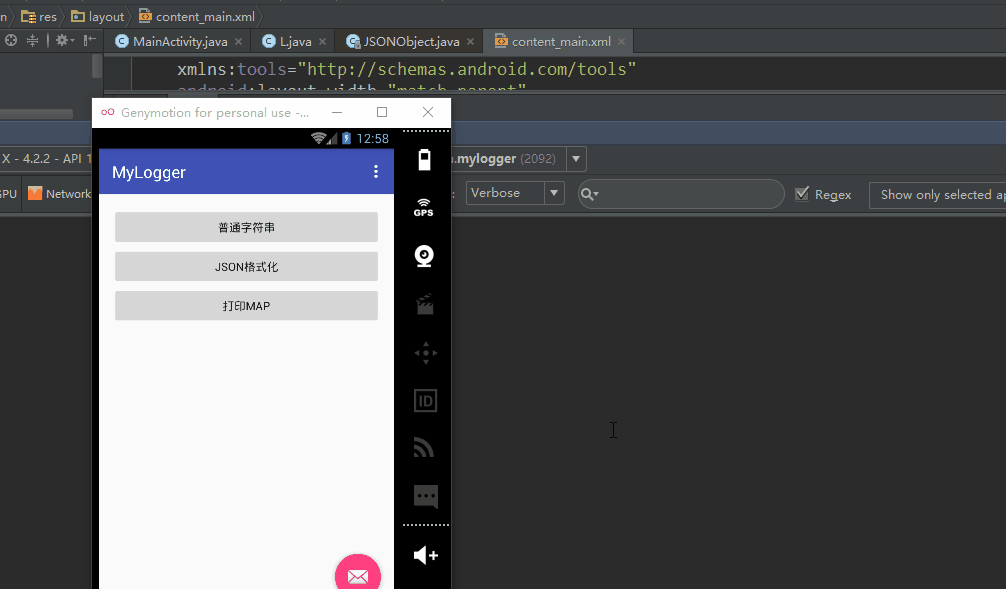 n res layout content_main.xml
MainActivity.java L.java JSONObject.java content_main.xml
xmlns:tools="http://schemas.android.com/tools"
android:layout_width="match_parent"
Genymotion for personal use -...
12:58
X - 4.2.2 - API 1
.mylogger (2092)
MyLogger
GPU Network
Verbose
Regex
Show only selected ap
普通字符串
JSON格式化
打印MAP
GPS
ID